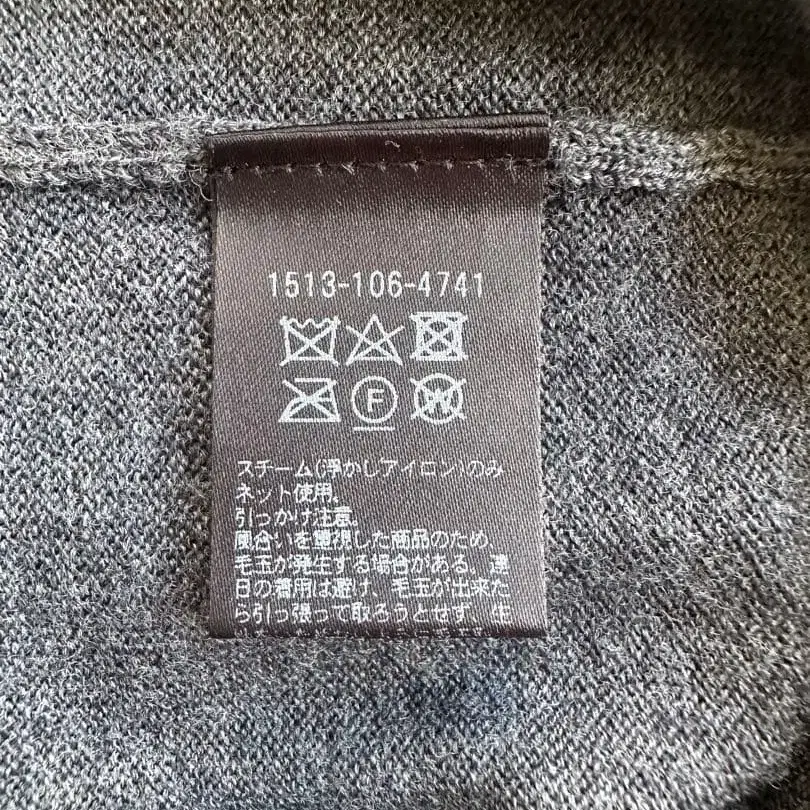 1513-106-4741
F W
スチーム(浮かしアイロン)のみ
ネット使用。
引っかけ注意。
風合いを重視した商品のため、
毛玉が発生する場合がある。連
日の着用は避け、毛玉が出来た
ら引っ張って取ろうとせず、生